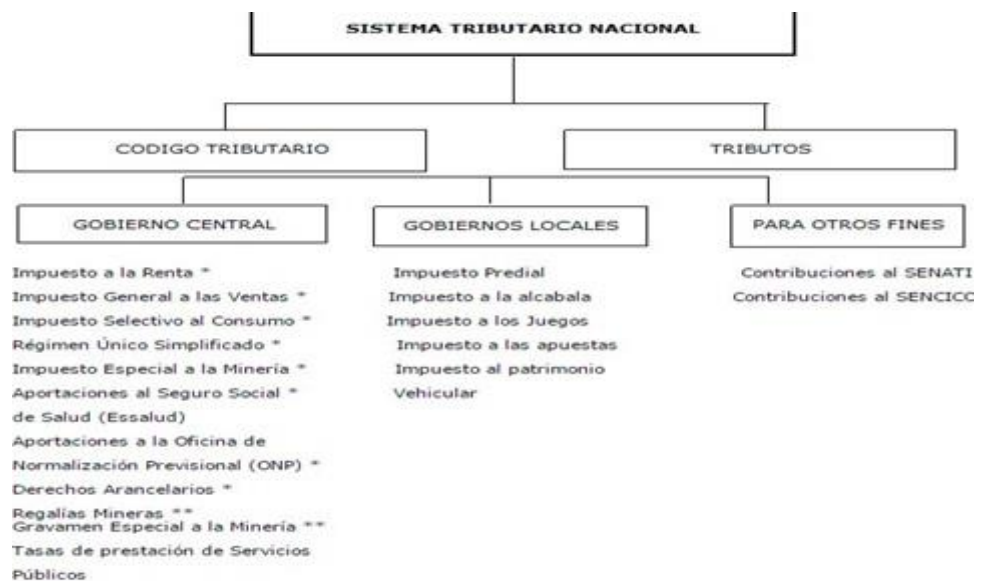 SISTEMA TRIBUTARIO NACIONAL
CODIGO TRIBUTARIO
TRIBUTOS
GOBIERNO CENTRAL
Impuesto a la Renta *
Impuesto General a las Ventas *
Impuesto Selectivo al Consumo *
Régimen Único Simplificado *
Impuesto Especial a la Minería *
Aportaciones al Seguro Social *
de Salud (Essalud)
Aportaciones a la Oficina de
Normalización Previsional (ONP) *
Derechos Arancelarios *
Regalías Mineras **
Gravamen Especial a la Minería **
Tasas de prestación de Servicios
Públicos
GOBIERNOS LOCALES
Impuesto Predial
Impuesto a la alcabala
Impuesto a los Juegos
Impuesto a las apuestas
Impuesto al patrimonio
Vehicular
PARA OTROS FINES
Contribuciones al SENATI
Contribuciones al SENCICO